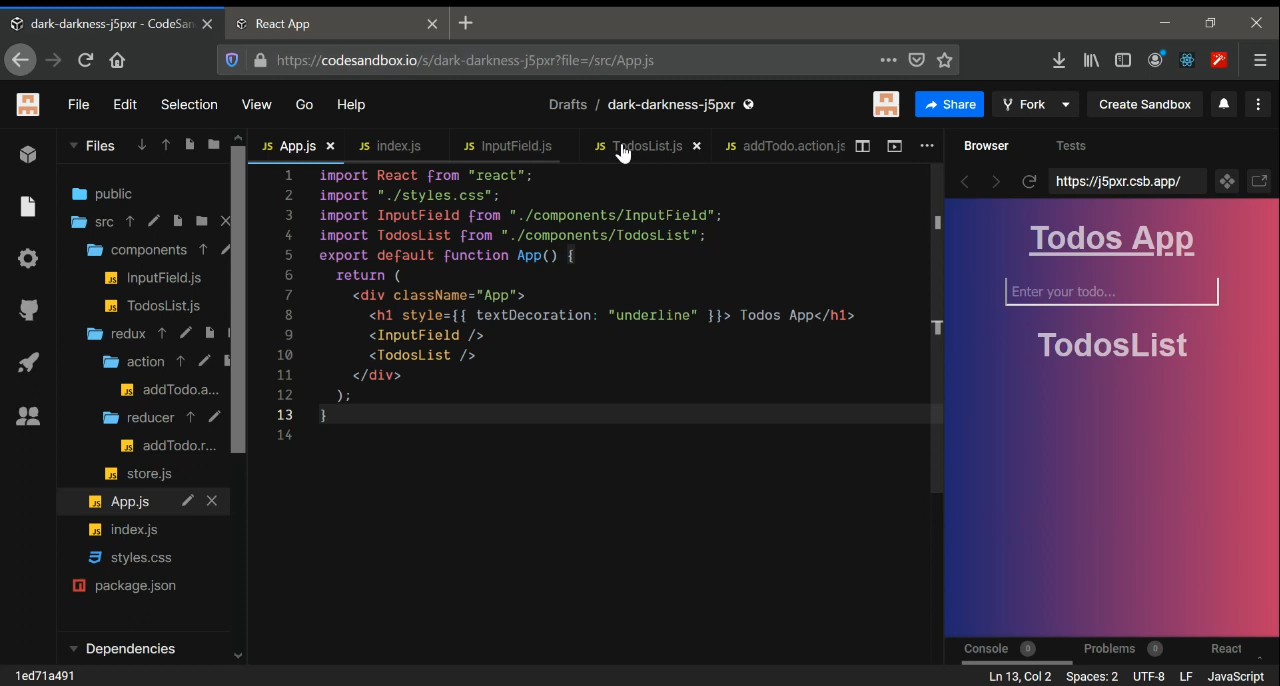 dark-darkness-j5pxr - CodeSan
React App
https://codesandbox.io/s/dark-darkness-j5pxr?file=/src/App.js
File Edit Selection View Go Help
Drafts / dark-darkness-j5pxr
Share
Fork
Create Sandbox
Files
App.js
index.js
InputField.js
TodosList.js
addTodo.action.js
Browser
Tests
https://j5pxr.csb.app/
public
src
components
InputField.js
TodosList.js
redux
action
addTodo.a...
reducer
addTodo.r...
store.js
App.js
index.js
styles.css
package.json
Dependencies
1 import React from "react";
2 import "./styles.css";
3 import InputField from "./components/InputField";
4 import TodosList from "./components/TodosList";
5 export default function App() {
6 return (
7 <div className="App">
8 <h1 style={{ textDecoration: "underline" }}> Todos App</h1>
9 <InputField />
10 <TodosList />
11 </div>
12 );
13 }
14
Todos App
Enter your todo...
TodosList
Console 0
Problems 0
React
1ed71a491
Ln 13, Col 2 Spaces: 2 UTF-8 LF JavaScript